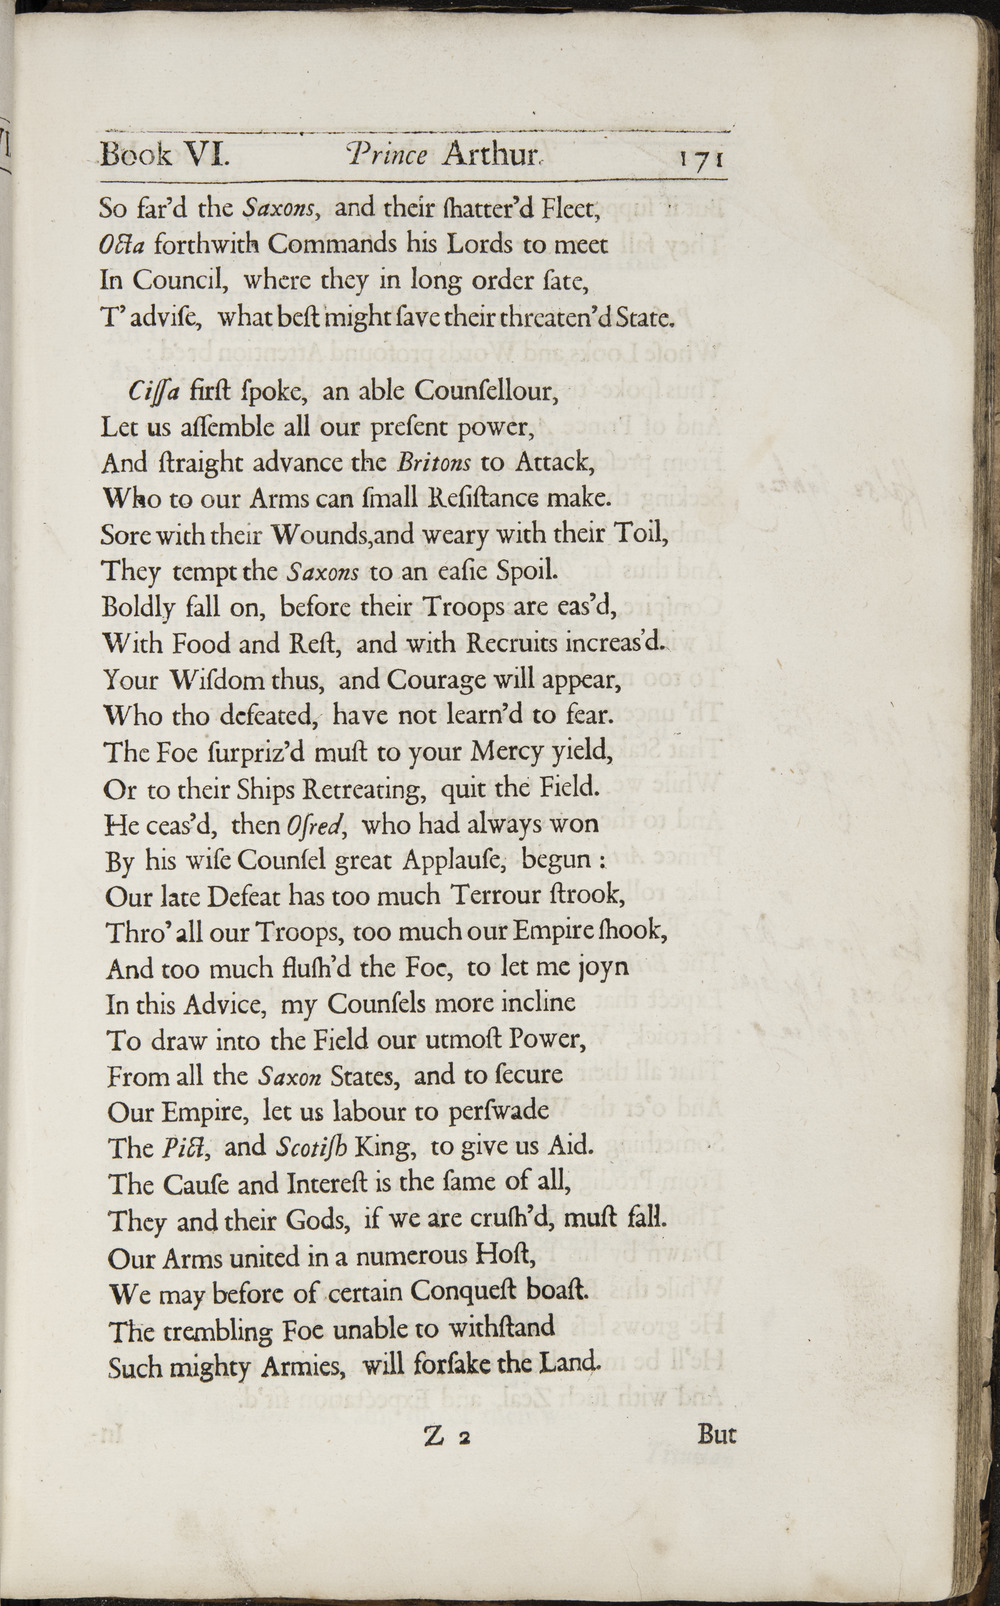 Book VI. Prince Arthur. 171
So far’d the Saxons, and their ſhatter’d Fleet,
Octa forthwith Commands his Lords to meet
In Council, where they in long order ſate,
T’ adviſe, what beſt might ſave their threaten’d State.
Ciſſa firſt ſpoke, an able Counſellour,
Let us aſſemble all our preſent power,
And ſtraight advance the Britons to Attack,
Who to our Arms can ſmall Reſiſtance make.
Sore with their Wounds,and weary with their Toil,
They tempt the Saxons to an eaſie Spoil.
Boldly fall on, before their Troops are eas’d,
With Food and Reſt, and with Recruits increas’d.
Your Wiſdom thus, and Courage will appear,
Who tho defeated, have not learn’d to fear.
The Foe ſurpriz’d muſt to your Mercy yield,
Or to their Ships Retreating, quit the Field.
He ceas’d, then Oſred, who had always won
By his wiſe Counſel great Applauſe, begun :
Our late Defeat has too much Terrour ſtrook,
Thro’ all our Troops, too much our Empire ſhook,
And too much fluſh’d the Foe, to let me joyn
In this Advice, my Counſels more incline
To draw into the Field our utmoſt Power,
From all the Saxon States, and to ſecure
Our Empire, let us labour to perſwade
The Pict, and Scotiſh King, to give us Aid.
The Cauſe and Intereſt is the ſame of all,
They and their Gods, if we are cruſh’d, muſt fall.
Our Arms united in a numerous Hoſt,
We may before of certain Conqueſt boaſt.
The trembling Foe unable to withſtand
Such mighty Armies, will forſake the Land.
Z 2 But